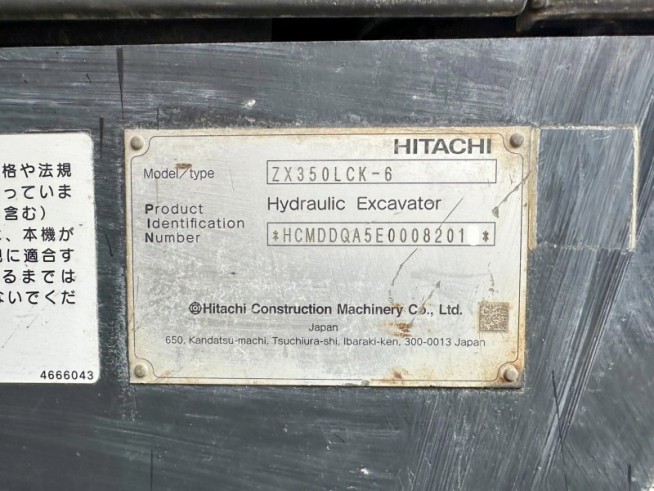 格や法規
っていま
含む)
、本機が
見に適合す
るまでは
ないでくだ
4666043
HITACHI
Model/type ZX350LCK-6
Hydraulic Excavator
Product
Identification
Number *HCMDDQA5E0008201 *
©Hitachi Construction Machinery Co., Ltd.
Japan
650, Kandatsu-machi, Tsuchiura-shi, Ibaraki-ken, 300-0013 Japan